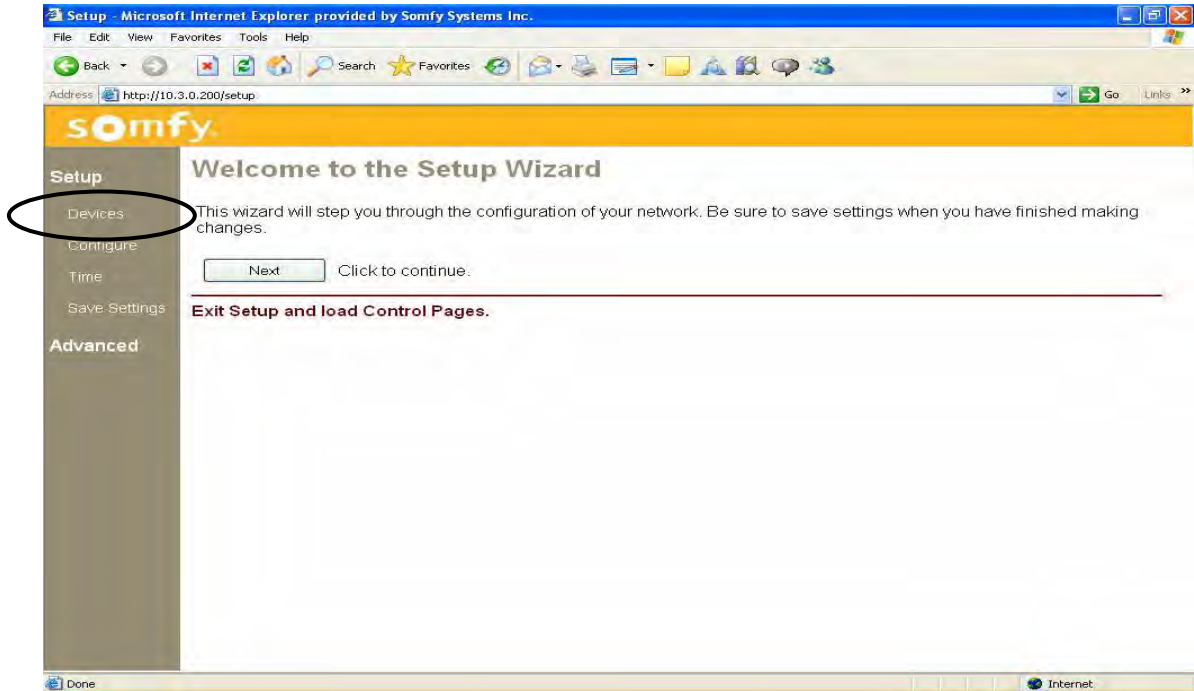 Setup - Microsoft Internet Explorer provided by Somfy Systems Inc.
File Edit View Favorites Tools Help
Back Search Favorites
Address http://10.3.0.200/setup Go Links »
somfy.
Setup
Devices
Configure
Time
Save Settings
Advanced
Welcome to the Setup Wizard
This wizard will step you through the configuration of your network. Be sure to save settings when you have finished making
changes.
Next Click to continue.
Exit Setup and load Control Pages.
Done Internet